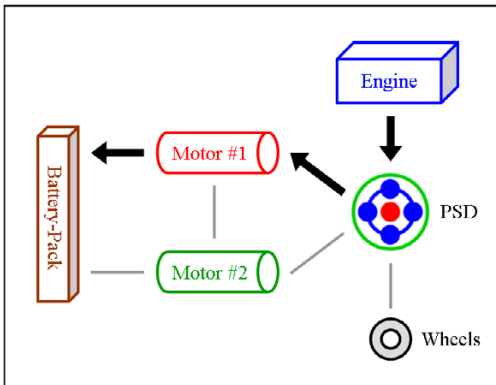 Engine
Motor #1
Battery-Pack
PSD
Motor #2
Wheels